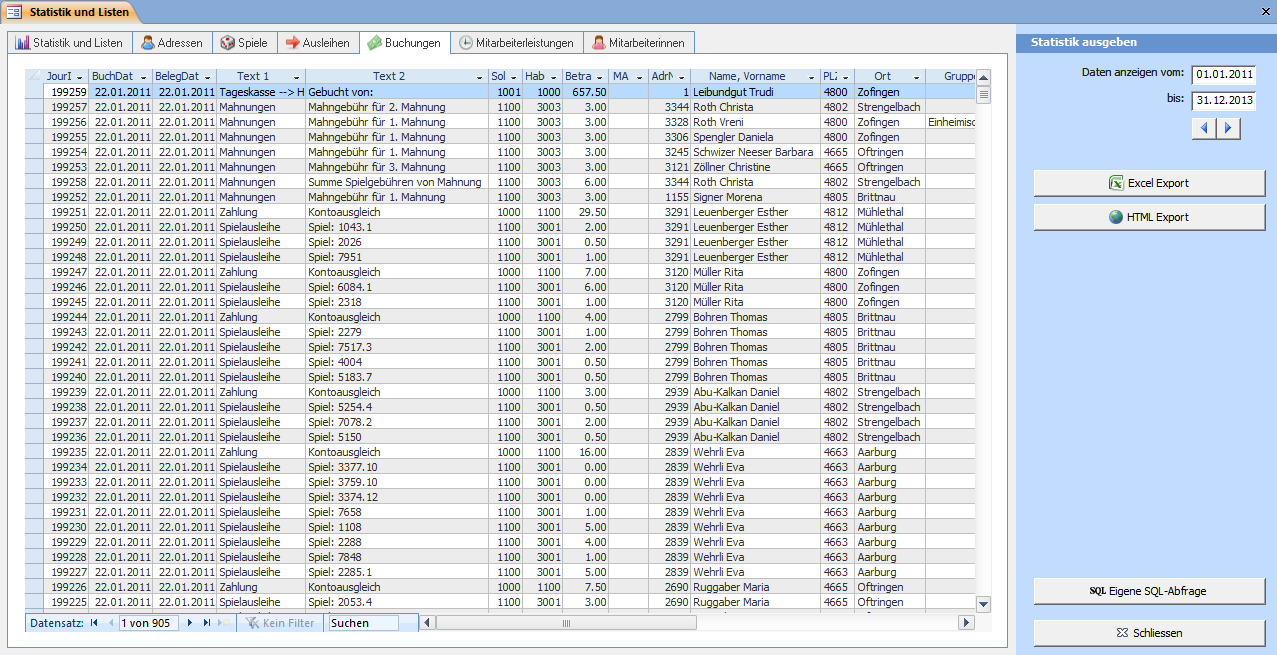 Statistik und Listen
Statistik und Listen Adressen Spiele Ausleihen Buchungen Mitarbeiterleistungen Mitarbeiterinnen
Statistik ausgeben
Daten anzeigen vom: 01.01.2011
bis: 31.12.2013
Excel Export
HTML Export
JourI BuchDat BelegDat Text 1 Text 2 Sol Hab Betra MA AdrN Name, Vorname PLZ Ort Gruppe
199259 22.01.2011 22.01.2011 Tageskasse --> H Gebucht von: 1001 1000 657.50 1 Leibundgut Trudi 4800 Zofingen
199257 22.01.2011 22.01.2011 Mahnungen Mahngebühr für 2. Mahnung 1100 3003 3.00 3344 Roth Christa 4802 Strengelbach
199256 22.01.2011 22.01.2011 Mahnungen Mahngebühr für 1. Mahnung 1100 3003 3.00 3328 Roth Vreni 4800 Zofingen Einheimisc
199255 22.01.2011 22.01.2011 Mahnungen Mahngebühr für 1. Mahnung 1100 3003 3.00 3306 Spengler Daniela 4800 Zofingen
199254 22.01.2011 22.01.2011 Mahnungen Mahngebühr für 1. Mahnung 1100 3003 3.00 3245 Schwizer Neeser Barbara 4665 Oftringen
199253 22.01.2011 22.01.2011 Mahnungen Mahngebühr für 3. Mahnung 1100 3003 3.00 3121 Zöllner Christine 4665 Oftringen
199258 22.01.2011 22.01.2011 Mahnungen Summe Spielgebühren von Mahnung 1100 3003 6.00 3344 Roth Christa 4802 Strengelbach
199252 22.01.2011 22.01.2011 Mahnungen Mahngebühr für 1. Mahnung 1100 3003 3.00 1155 Signer Morena 4805 Brittnau
199251 22.01.2011 22.01.2011 Zahlung Kontoausgleich 1000 1100 29.50 3291 Leuenberger Esther 4812 Mühlethal
199250 22.01.2011 22.01.2011 Spielausleihe Spiel: 1043.1 1100 3001 2.00 3291 Leuenberger Esther 4812 Mühlethal
199249 22.01.2011 22.01.2011 Spielausleihe Spiel: 2026 1100 3001 0.50 3291 Leuenberger Esther 4812 Mühlethal
199248 22.01.2011 22.01.2011 Spielausleihe Spiel: 7951 1100 3001 1.00 3291 Leuenberger Esther 4812 Mühlethal
199247 22.01.2011 22.01.2011 Zahlung Kontoausgleich 1000 1100 7.00 3120 Müller Rita 4800 Zofingen
199246 22.01.2011 22.01.2011 Spielausleihe Spiel: 6084.1 1100 3001 6.00 3120 Müller Rita 4800 Zofingen
199245 22.01.2011 22.01.2011 Spielausleihe Spiel: 2318 1100 3001 1.00 3120 Müller Rita 4800 Zofingen
199244 22.01.2011 22.01.2011 Zahlung Kontoausgleich 1000 1100 4.00 2799 Bohren Thomas 4805 Brittnau
199243 22.01.2011 22.01.2011 Spielausleihe Spiel: 2279 1100 3001 1.00 2799 Bohren Thomas 4805 Brittnau
199242 22.01.2011 22.01.2011 Spielausleihe Spiel: 7517.3 1100 3001 2.00 2799 Bohren Thomas 4805 Brittnau
199241 22.01.2011 22.01.2011 Spielausleihe Spiel: 4004 1100 3001 0.50 2799 Bohren Thomas 4805 Brittnau
199240 22.01.2011 22.01.2011 Spielausleihe Spiel: 5183.7 1100 3001 0.50 2799 Bohren Thomas 4805 Brittnau
199239 22.01.2011 22.01.2011 Zahlung Kontoausgleich 1000 1100 3.00 2939 Abu-Kalkan Daniel 4802 Strengelbach
199238 22.01.2011 22.01.2011 Spielausleihe Spiel: 5254.4 1100 3001 0.50 2939 Abu-Kalkan Daniel 4802 Strengelbach
199237 22.01.2011 22.01.2011 Spielausleihe Spiel: 7078.2 1100 3001 2.00 2939 Abu-Kalkan Daniel 4802 Strengelbach
199236 22.01.2011 22.01.2011 Spielausleihe Spiel: 5150 1100 3001 0.50 2939 Abu-Kalkan Daniel 4802 Strengelbach
199235 22.01.2011 22.01.2011 Zahlung Kontoausgleich 1000 1100 16.00 2839 Wehrli Eva 4663 Aarburg
199234 22.01.2011 22.01.2011 Spielausleihe Spiel: 3377.10 1100 3001 0.00 2839 Wehrli Eva 4663 Aarburg
199233 22.01.2011 22.01.2011 Spielausleihe Spiel: 3759.10 1100 3001 0.00 2839 Wehrli Eva 4663 Aarburg
199232 22.01.2011 22.01.2011 Spielausleihe Spiel: 3374.12 1100 3001 0.00 2839 Wehrli Eva 4663 Aarburg
199231 22.01.2011 22.01.2011 Spielausleihe Spiel: 7658 1100 3001 1.00 2839 Wehrli Eva 4663 Aarburg
199230 22.01.2011 22.01.2011 Spielausleihe Spiel: 1108 1100 3001 5.00 2839 Wehrli Eva 4663 Aarburg
199229 22.01.2011 22.01.2011 Spielausleihe Spiel: 2288 1100 3001 4.00 2839 Wehrli Eva 4663 Aarburg
199228 22.01.2011 22.01.2011 Spielausleihe Spiel: 7848 1100 3001 1.00 2839 Wehrli Eva 4663 Aarburg
199227 22.01.2011 22.01.2011 Spielausleihe Spiel: 2285.1 1100 3001 5.00 2839 Wehrli Eva 4663 Aarburg
199226 22.01.2011 22.01.2011 Zahlung Kontoausgleich 1000 1100 7.50 2690 Ruggaber Maria 4665 Oftringen
199225 22.01.2011 22.01.2011 Spielausleihe Spiel: 2053.4 1100 3001 3.00 2690 Ruggaber Maria 4665 Oftringen
Datensatz: 1 von 905 Kein Filter Suchen
SQL Eigene SQL-Abfrage
Schliessen